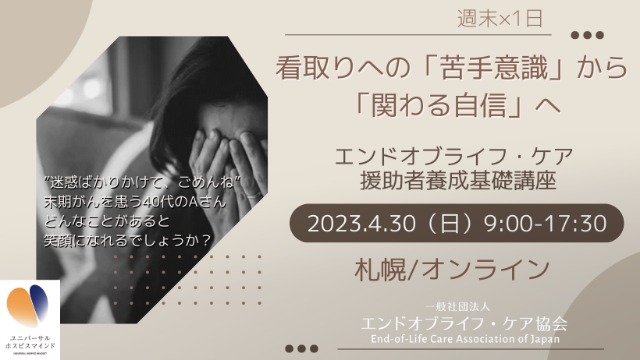 週末×1日
看取りへの「苦手意識」から
「関わる自信」へ
エンドオブライフ・ケア
援助者養成基礎講座
2023.4.30（日）9:00-17:30
札幌/オンライン
一般社団法人
エンドオブライフ・ケア協会
End-of-Life Care Association of Japan
"迷惑ばかりかけて、ごめんね"
末期がんを患う40代のAさん
どんなことがあると
笑顔になれるでしょうか？
ユニバーサル
ホスピスマインド